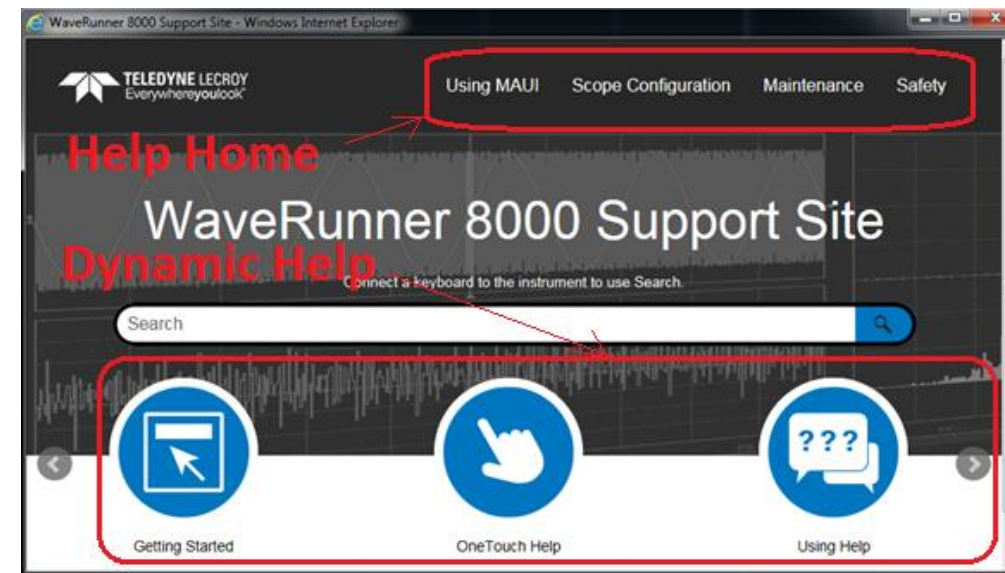 WaveRunner 8000 Support Site - Windows Internet Explorer
TELEDYNE LECROY
Everywhereyoulook
Using MAUI Scope Configuration Maintenance Safety
Help Home
WaveRunner 8000 Support Site
Dynamic Help
Connect a keyboard to the instrument to use Search.
Search
???
Getting Started OneTouch Help Using Help